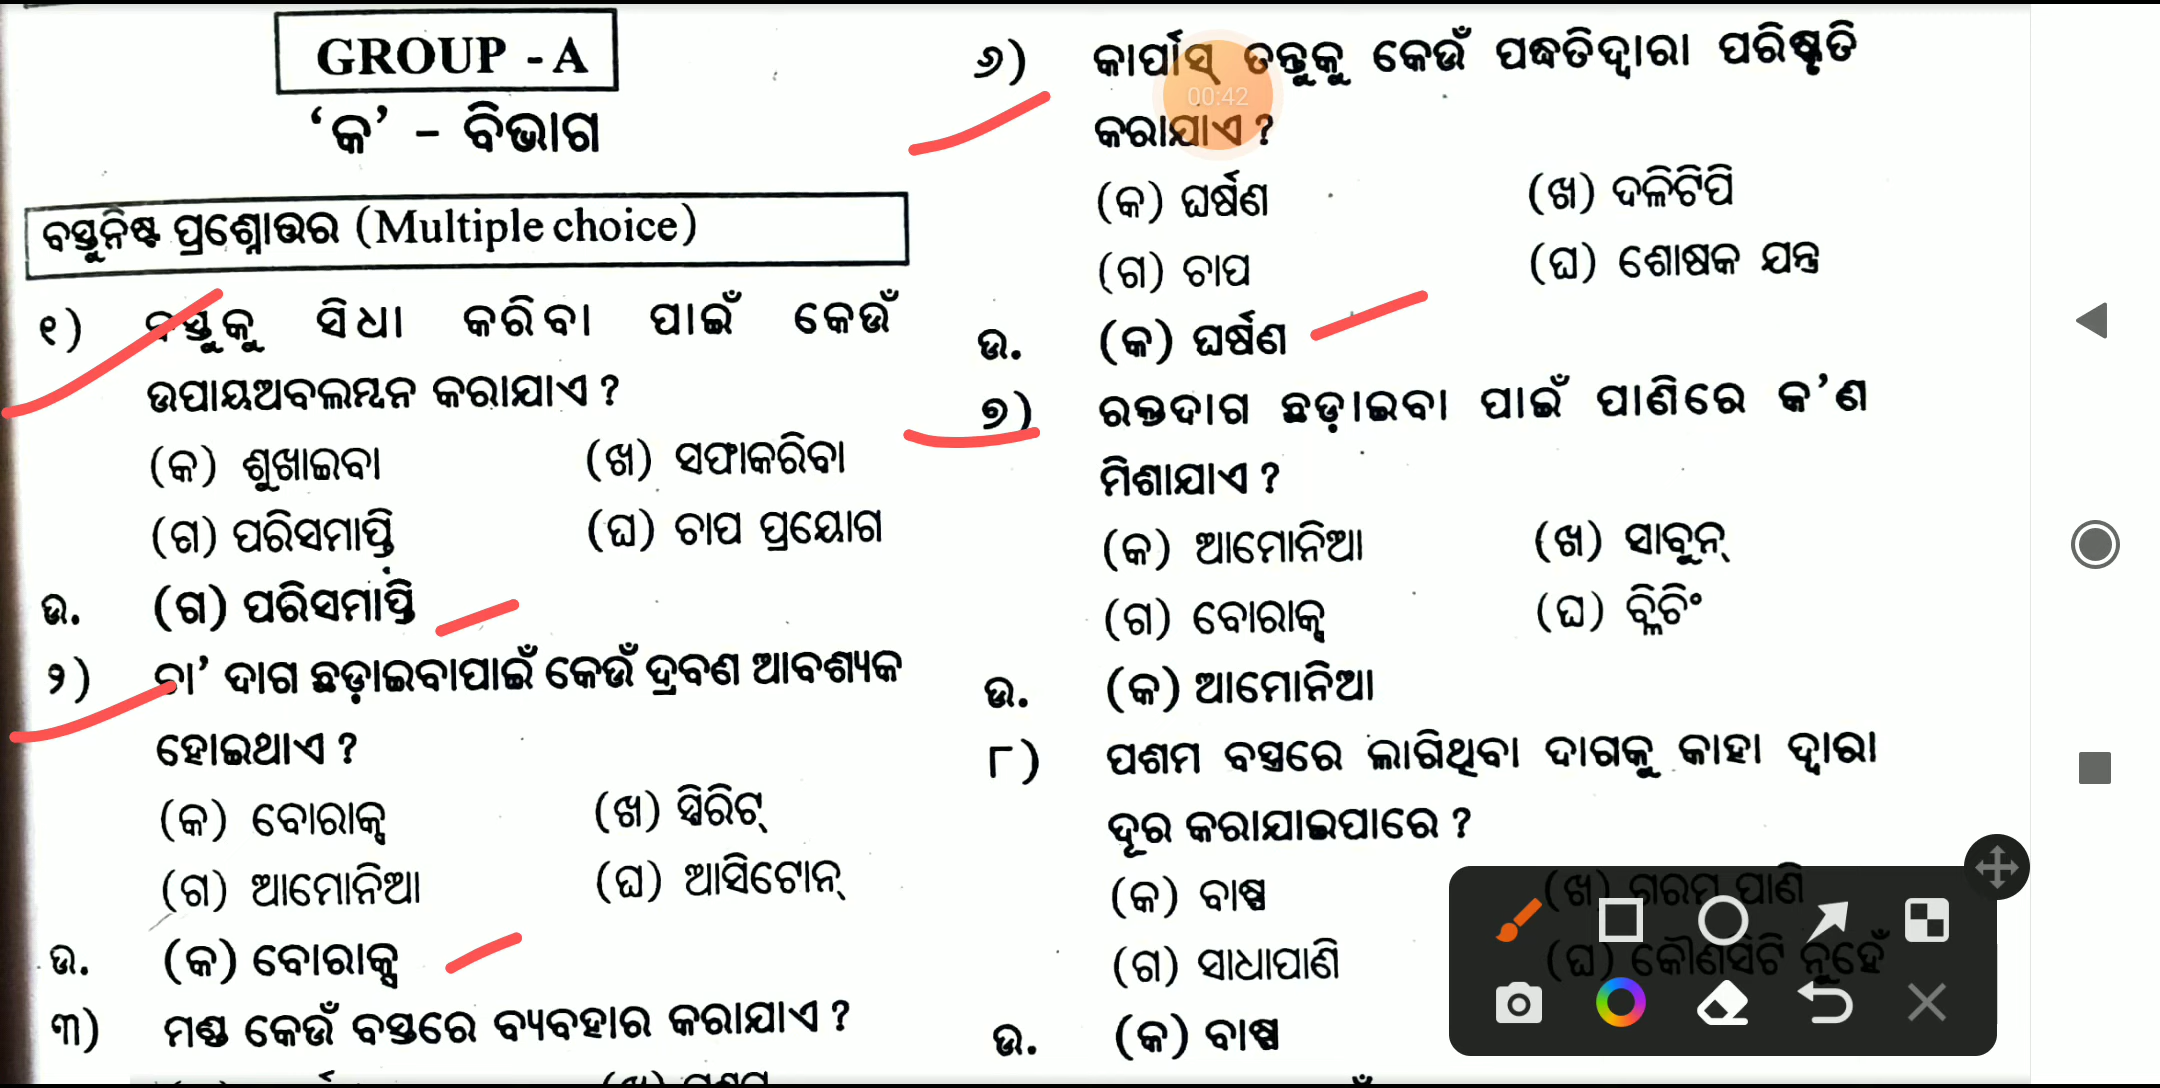 GROUP - A
‘କ’ – ବିଭାଗ
ବସ୍ତୁନିଷ୍ଟ ପ୍ରଶ୍ନୋତ୍ତର (Multiple choice)
୧) ବସ୍ତ୍ରକୁ ସିଧା କରିବା ପାଇଁ କେଉଁ
ଉପାୟଅବଲମ୍ବନ କରାଯାଏ ?
(କ) ଶୁଖାଇବା (ଖ) ସଫାକରିବା
(ଗ) ପରିସମାପ୍ତି (ଘ) ଚାପ ପ୍ରୟୋଗ
ଉ. (ଗ) ପରିସମାପ୍ତି
୨) ଚା’ ଦାଗ ଛଡ଼ାଇବାପାଇଁ କେଉଁ ଦ୍ରବଣ ଆବଶ୍ୟକ
ହୋଇଥାଏ ?
(କ) ବୋରାକ୍ସ (ଖ) ସ୍ପିରିଟ୍
(ଗ) ଆମୋନିଆ (ଘ) ଆସିଟୋନ୍
ଉ. (କ) ବୋରାକ୍ସ
୩) ମଣ୍ଡ କେଉଁ ବସ୍ତ୍ରରେ ବ୍ୟବହାର କରାଯାଏ ?
୬) କାର୍ପାସ୍ ତନ୍ତୁକୁ କେଉଁ ପଦ୍ଧତିଦ୍ୱାରା ପରିଷ୍କୃତି
00:42
କରାଯାଏ ?
(କ) ଘର୍ଷଣ (ଖ) ଦଳିଚିପି
(ଗ) ଚାପ (ଘ) ଶୋଷକ ଯନ୍ତ୍ର
ଉ. (କ) ଘର୍ଷଣ
୭) ରକ୍ତଦାଗ ଛଡ଼ାଇବା ପାଇଁ ପାଣିରେ କ’ଣ
ମିଶାଯାଏ ?
(କ) ଆମୋନିଆ (ଖ) ସାବୁନ୍
(ଗ) ବୋରାକ୍ସ (ଘ) ବ୍ଲିଚିଂ
ଉ. (କ) ଆମୋନିଆ
୮) ପଶମ ବସ୍ତ୍ରରେ ଲାଗିଥିବା ଦାଗକୁ କାହା ଦ୍ୱାରା
ଦୂର କରାଯାଇପାରେ ?
(କ) ବାଷ୍ପ (ଖ) ଗରମ ପାଣି
(ଗ) ସାଧାପାଣି (ଘ) କୌଣସିଟି ନୁହେଁ
ଉ. (କ) ବାଷ୍ପ